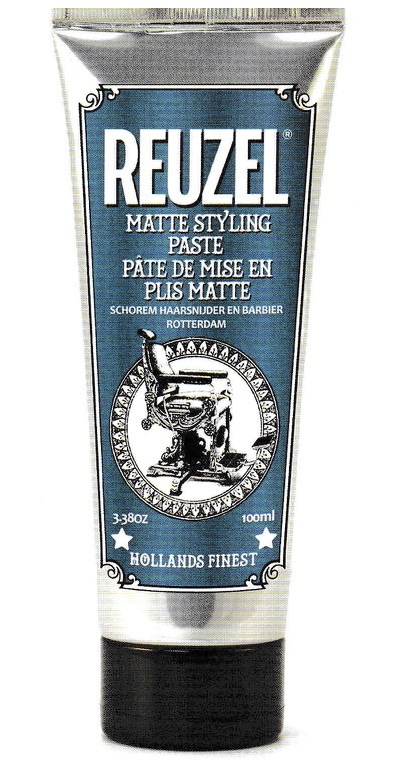 REUZEL®
MATTE STYLING
PASTE
PÂTE DE MISE EN
PLIS MATTE
SCHOREM HAARSNIJDER EN BARBIER
ROTTERDAM
3.38OZ 100ml
HOLLANDS FINEST